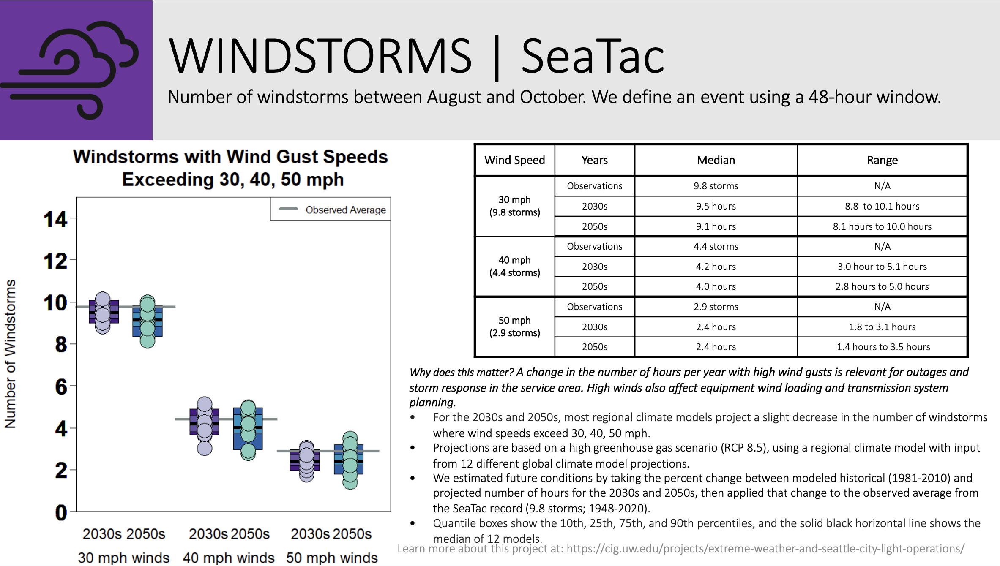 WINDSTORMS | SeaTac
Number of windstorms between August and October. We define an event using a 48-hour window.
Windstorms with Wind Gust Speeds
Exceeding 30, 40, 50 mph
Observed Average
Number of Windstorms
14
12
10
8
6
4
2
0
2030s 2050s 2030s 2050s 2030s 2050s
30 mph winds 40 mph winds 50 mph winds
Wind Speed Years Median Range
30 mph
(9.8 storms)
Observations 9.8 storms N/A
2030s 9.5 hours 8.8 to 10.1 hours
2050s 9.1 hours 8.1 hours to 10.0 hours
40 mph
(4.4 storms)
Observations 4.4 storms N/A
2030s 4.2 hours 3.0 hour to 5.1 hours
2050s 4.0 hours 2.8 hours to 5.0 hours
50 mph
(2.9 storms)
Observations 2.9 storms N/A
2030s 2.4 hours 1.8 to 3.1 hours
2050s 2.4 hours 1.4 hours to 3.5 hours
Why does this matter? A change in the number of hours per year with high wind gusts is relevant for outages and
storm response in the service area. High winds also affect equipment wind loading and transmission system
planning.
• For the 2030s and 2050s, most regional climate models project a slight decrease in the number of windstorms
where wind speeds exceed 30, 40, 50 mph.
• Projections are based on a high greenhouse gas scenario (RCP 8.5), using a regional climate model with input
from 12 different global climate model projections.
• We estimated future conditions by taking the percent change between modeled historical (1981-2010) and
projected number of hours for the 2030s and 2050s, then applied that change to the observed average from
the SeaTac record (9.8 storms; 1948-2020).
• Quantile boxes show the 10th, 25th, 75th, and 90th percentiles, and the solid black horizontal line shows the
median of 12 models.
Learn more about this project at: https://cig.uw.edu/projects/extreme-weather-and-seattle-city-light-operations/